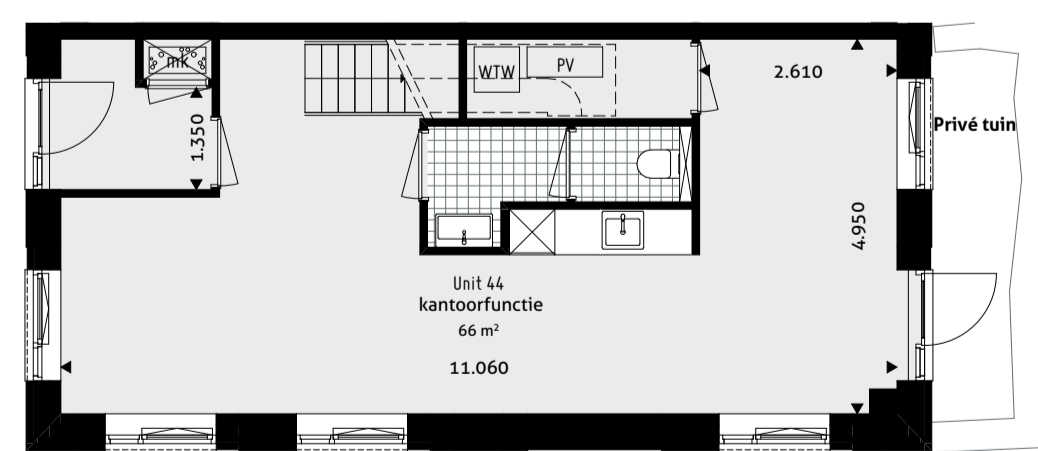 mk
WTW
PV
2.610
Privé tuin
1.350
4.950
Unit 44
kantoorfunctie
66 m²
11.060